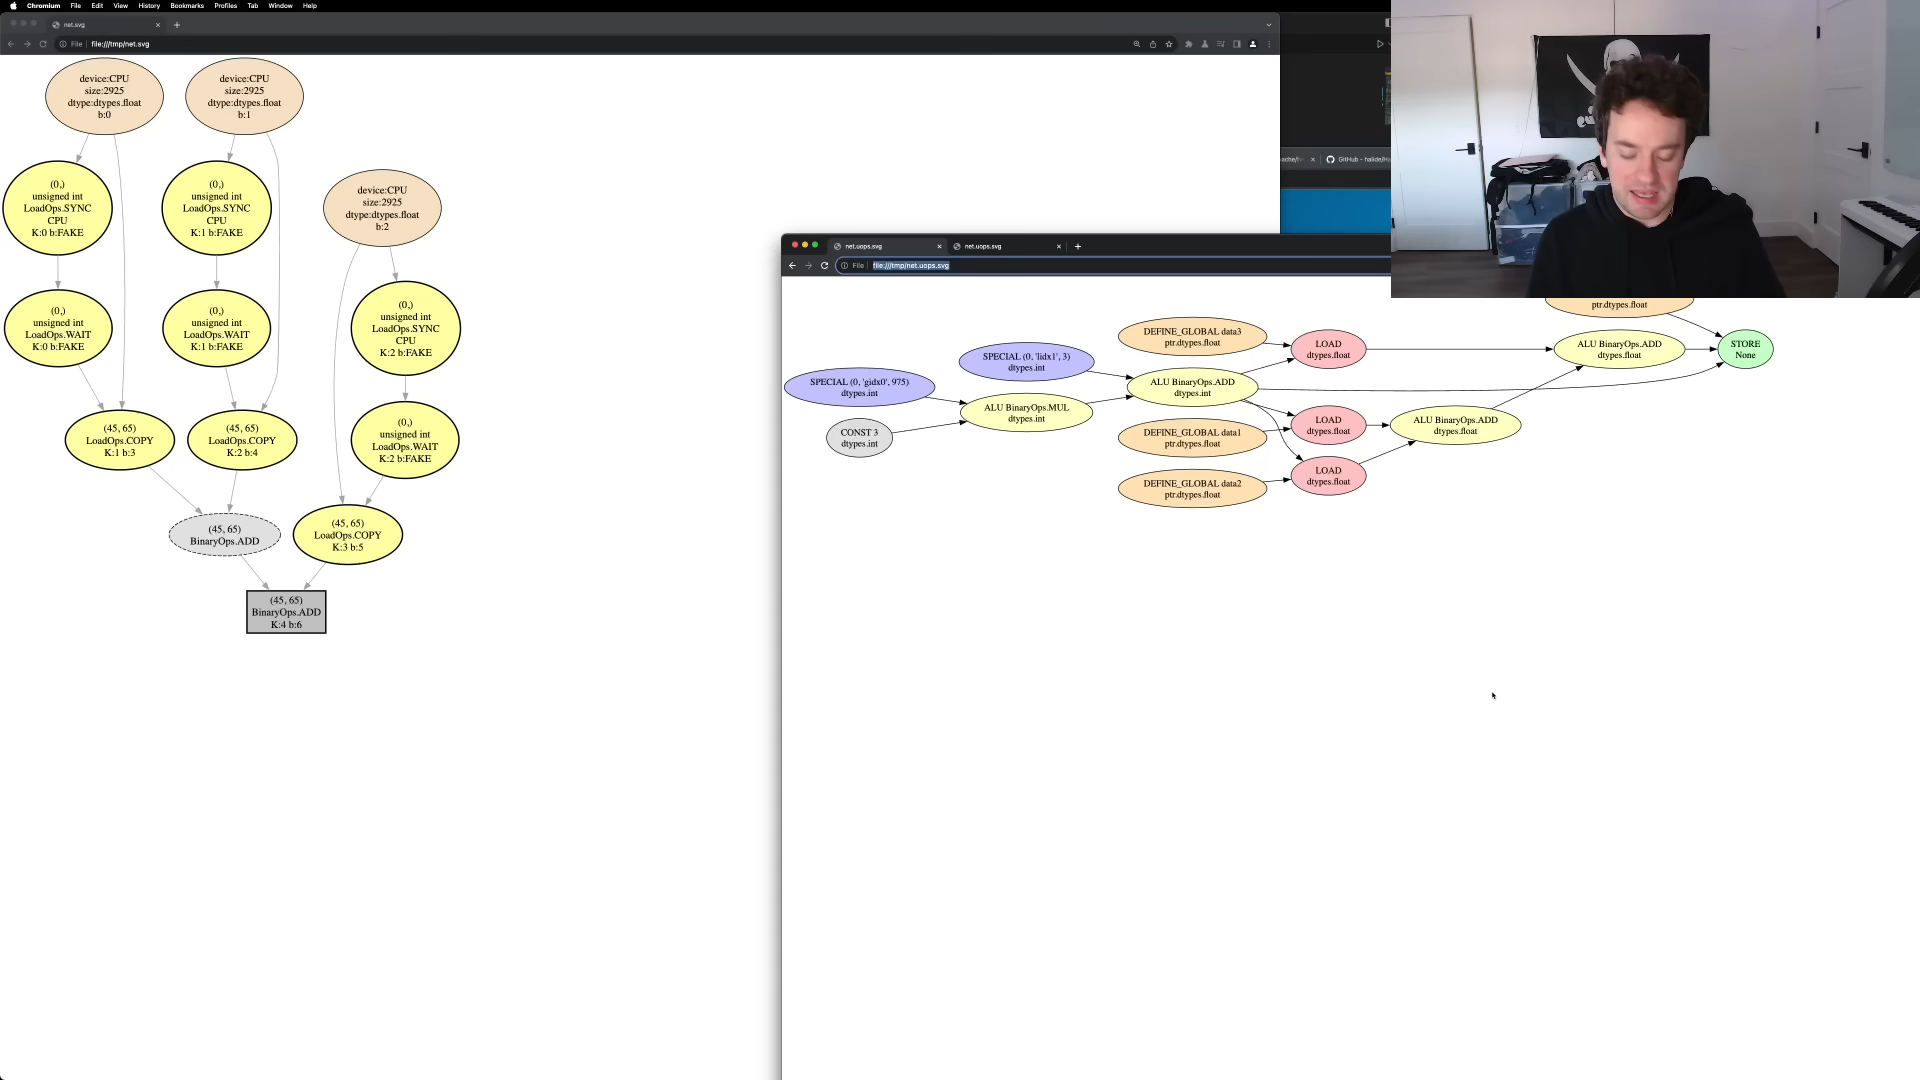 Chromium File Edit View History Bookmarks Profiles Tab Window Help
net.svg
File file:///tmp/net.svg
device:CPU
size:2925
dtype:dtypes.float
b:0
device:CPU
size:2925
dtype:dtypes.float
b:1
(0,)
unsigned int
LoadOps.SYNC
CPU
K:0 b:FAKE
(0,)
unsigned int
LoadOps.SYNC
CPU
K:1 b:FAKE
device:CPU
size:2925
dtype:dtypes.float
b:2
(0,)
unsigned int
LoadOps.WAIT
K:0 b:FAKE
(0,)
unsigned int
LoadOps.WAIT
K:1 b:FAKE
(0,)
unsigned int
LoadOps.SYNC
CPU
K:2 b:FAKE
(45, 65)
LoadOps.COPY
K:1 b:3
(45, 65)
LoadOps.COPY
K:2 b:4
(0,)
unsigned int
LoadOps.WAIT
K:2 b:FAKE
(45, 65)
BinaryOps.ADD
(45, 65)
LoadOps.COPY
K:3 b:5
(45, 65)
BinaryOps.ADD
K:4 b:6
GitHub - halide/H
net.uops.svg
net.uops.svg
File file:///tmp/net.uops.svg
SPECIAL (0, 'gidx0', 975)
dtypes.int
CONST 3
dtypes.int
SPECIAL (0, 'lidx1', 3)
dtypes.int
ALU BinaryOps.MUL
dtypes.int
DEFINE_GLOBAL data3
ptr.dtypes.float
ALU BinaryOps.ADD
dtypes.int
DEFINE_GLOBAL data1
ptr.dtypes.float
DEFINE_GLOBAL data2
ptr.dtypes.float
LOAD
dtypes.float
LOAD
dtypes.float
LOAD
dtypes.float
ALU BinaryOps.ADD
dtypes.float
ptr.dtypes.float
ALU BinaryOps.ADD
dtypes.float
STORE
None